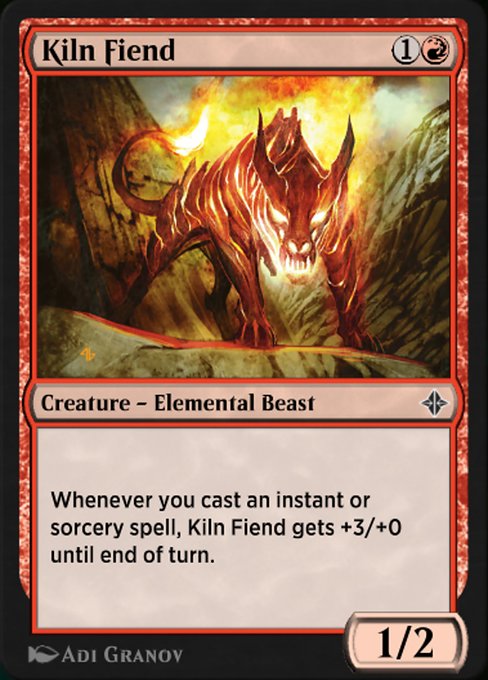 Kiln Fiend 1
Creature – Elemental Beast
Whenever you cast an instant or
sorcery spell, Kiln Fiend gets +3/+0
until end of turn.
1/2
Adi Granov